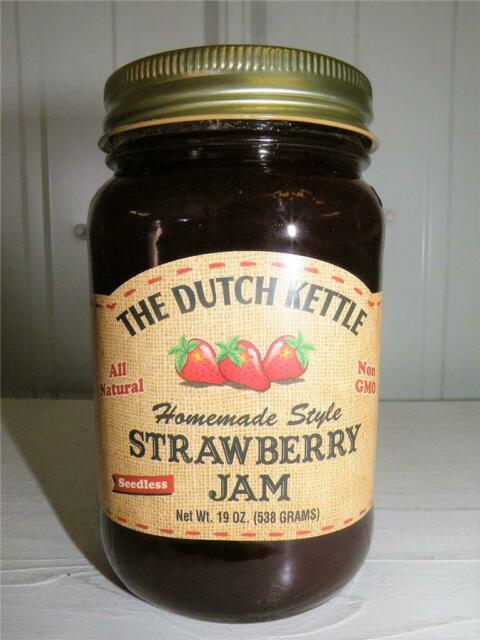 THE DUTCH KETTLE
All
Natural
Non
GMO
Homemade Style
STRAWBERRY
JAM
Seedless
Net Wt. 19 OZ. (538 GRAMS)